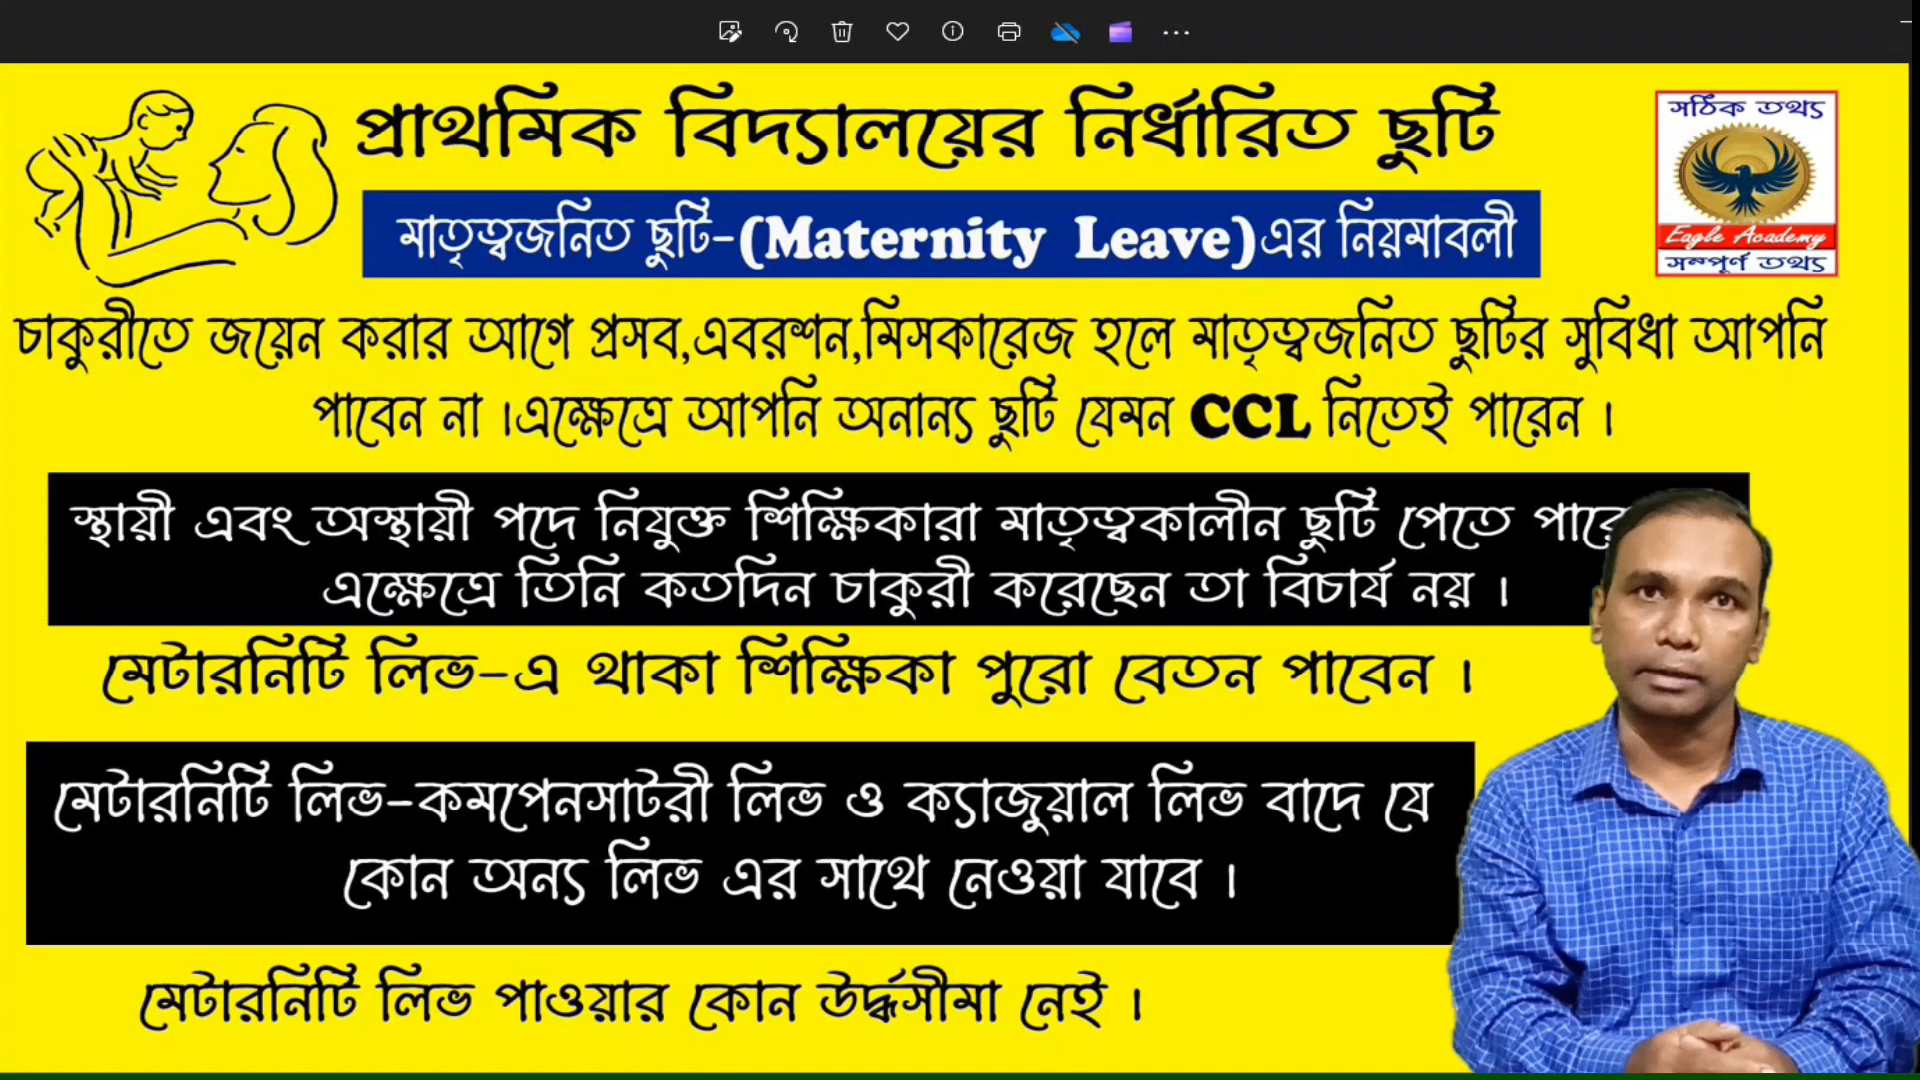 প্রাথমিক বিদ্যালয়ের নির্ধারিত ছুটি
সঠিক তথ্য
Eagle Academy
সম্পূর্ণ তথ্য
মাতৃত্বজনিত ছুটি-(Maternity Leave)এর নিয়মাবলী
চাকুরীতে জয়েন করার আগে প্রসব,এবরশন,মিসকারেজ হলে মাতৃত্বজনিত ছুটির সুবিধা আপনি
পাবেন না ।এক্ষেত্রে আপনি অনান্য ছুটি যেমন CCL নিতেই পারেন ।
স্থায়ী এবং অস্থায়ী পদে নিযুক্ত শিক্ষিকারা মাতৃত্বকালীন ছুটি পেতে
এক্ষেত্রে তিনি কতদিন চাকুরী করেছেন তা বিচার্য নয় ।
মেটারনিটি লিভ-এ থাকা শিক্ষিকা পুরো বেতন পাবেন ।
মেটারনিটি লিভ-কমপেনসাটরী লিভ ও ক্যাজুয়াল লিভ বাদে যে
কোন অন্য লিভ এর সাথে নেওয়া যাবে ।
মেটারনিটি লিভ পাওয়ার কোন উর্দ্ধসীমা নেই ।